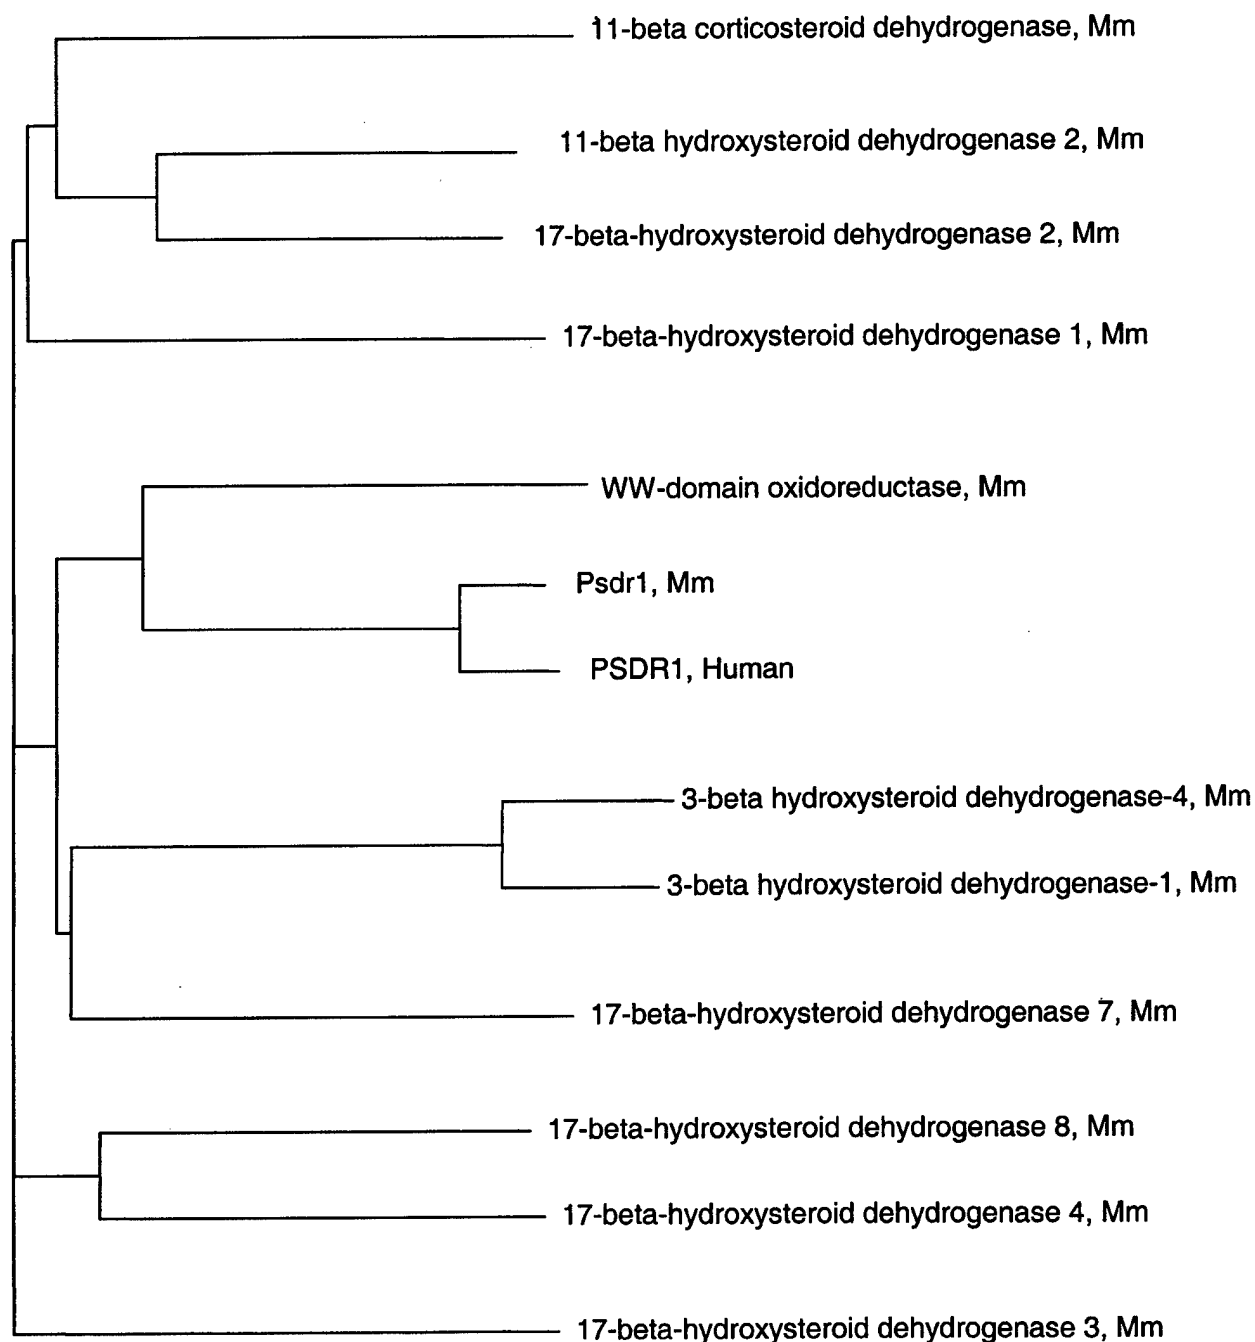 11-beta corticosteroid dehydrogenase, Mm
11-beta hydroxysteroid dehydrogenase 2, Mm
17-beta-hydroxysteroid dehydrogenase 2, Mm
17-beta-hydroxysteroid dehydrogenase 1, Mm
WW-domain oxidoreductase, Mm
Psdr1, Mm
PSDR1, Human
3-beta hydroxysteroid dehydrogenase-4, Mm
3-beta hydroxysteroid dehydrogenase-1, Mm
17-beta-hydroxysteroid dehydrogenase 7, Mm
17-beta-hydroxysteroid dehydrogenase 8, Mm
17-beta-hydroxysteroid dehydrogenase 4, Mm
17-beta-hydroxysteroid dehydrogenase 3, Mm